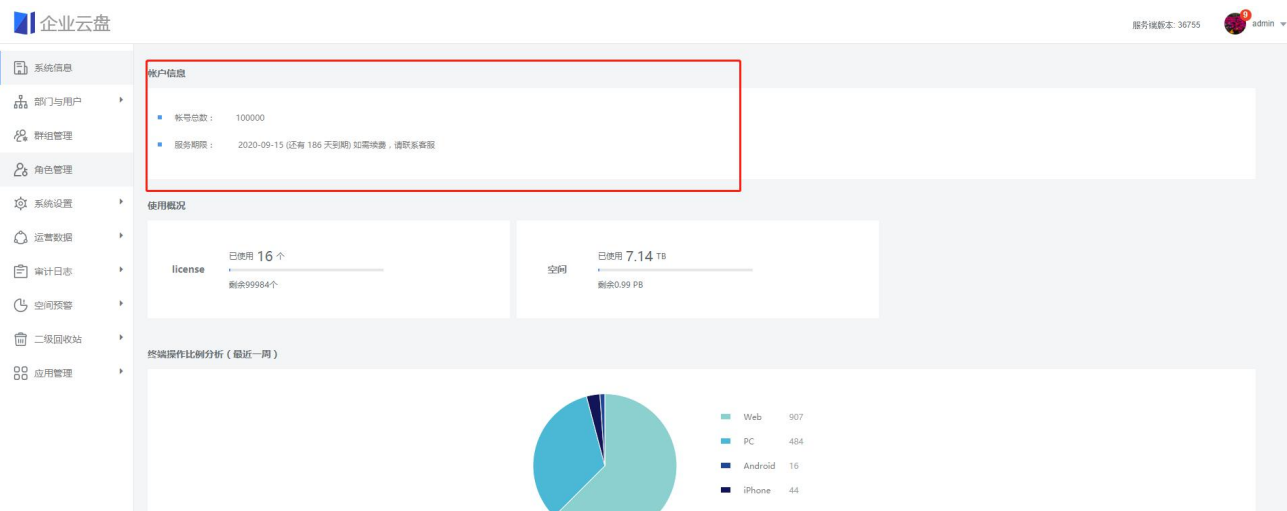 企业云盘
服务端版本: 36755
9
admin
系统信息
部门与用户
群组管理
角色管理
系统设置
运营数据
审计日志
空间预警
二级回收站
应用管理
帐户信息
帐号总数： 100000
服务期限： 2020-09-15 (还有 186 天到期) 如需续费，请联系客服
使用概况
license
已使用 16 个
剩余99984个
空间
已使用 7.14 TB
剩余0.99 PB
终端操作比例分析（最近一周）
Web 907
PC 484
Android 16
iPhone 44